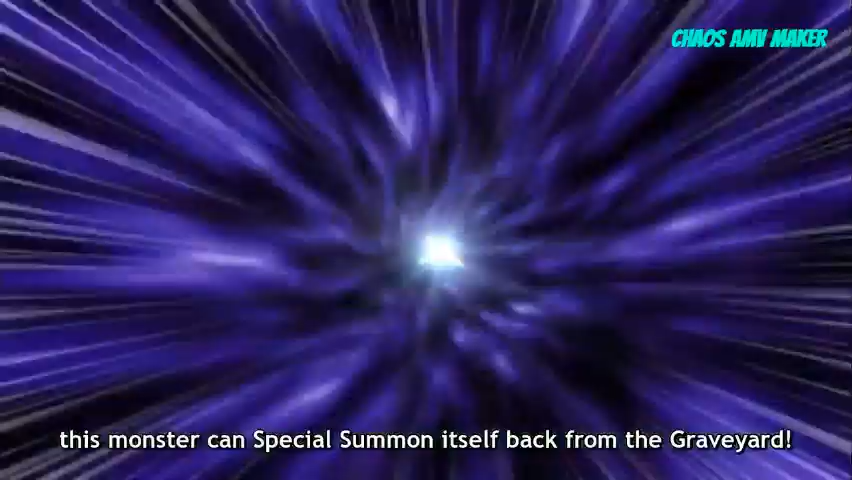 CHAOS AMV MAKER
this monster can Special Summon itself back from the Graveyard!